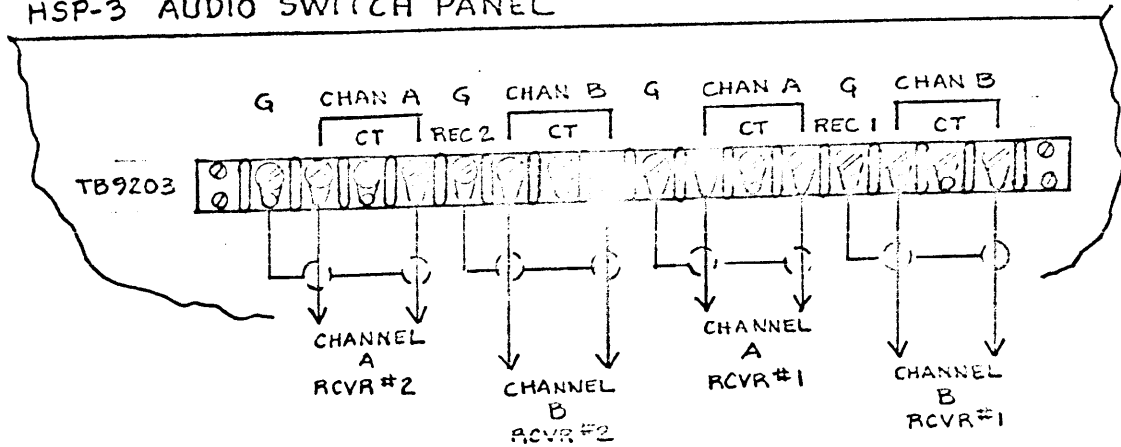 HSP-3 AUDIO SWITCH PANEL
G CHAN A G CHAN B G CHAN A G CHAN B
CT REC 2 CT CT REC 1 CT
TB9203
CHANNEL
A
RCVR #2
CHANNEL
B
RCVR #2
CHANNEL
A
RCVR #1
CHANNEL
B
RCVR #1